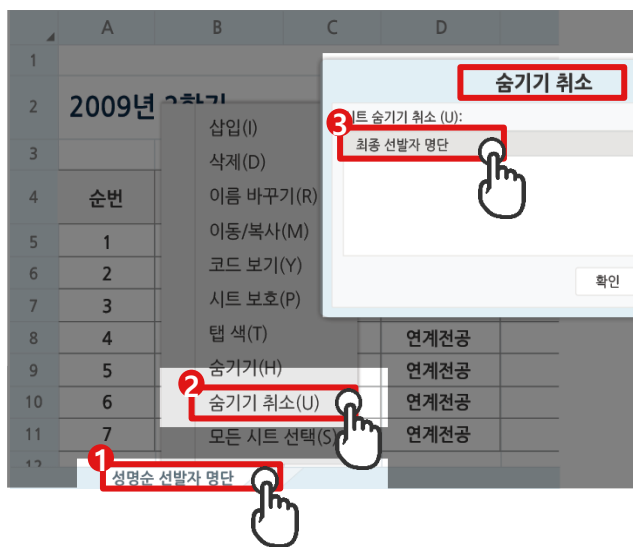 A B C D
1
2 2009년 2학기
3
4 순번
5 1
6 2
7 3
8 4 연계전공
9 5 연계전공
10 6 연계전공
11 7 연계전공
12
삽입(I)
삭제(D)
이름 바꾸기(R)
이동/복사(M)
코드 보기(Y)
시트 보호(P)
탭 색(T)
숨기기(H)
2
숨기기 취소(U)
모든 시트 선택(S)
1
성명순 선발자 명단
숨기기 취소
3
시트 숨기기 취소 (U):
최종 선발자 명단
확인